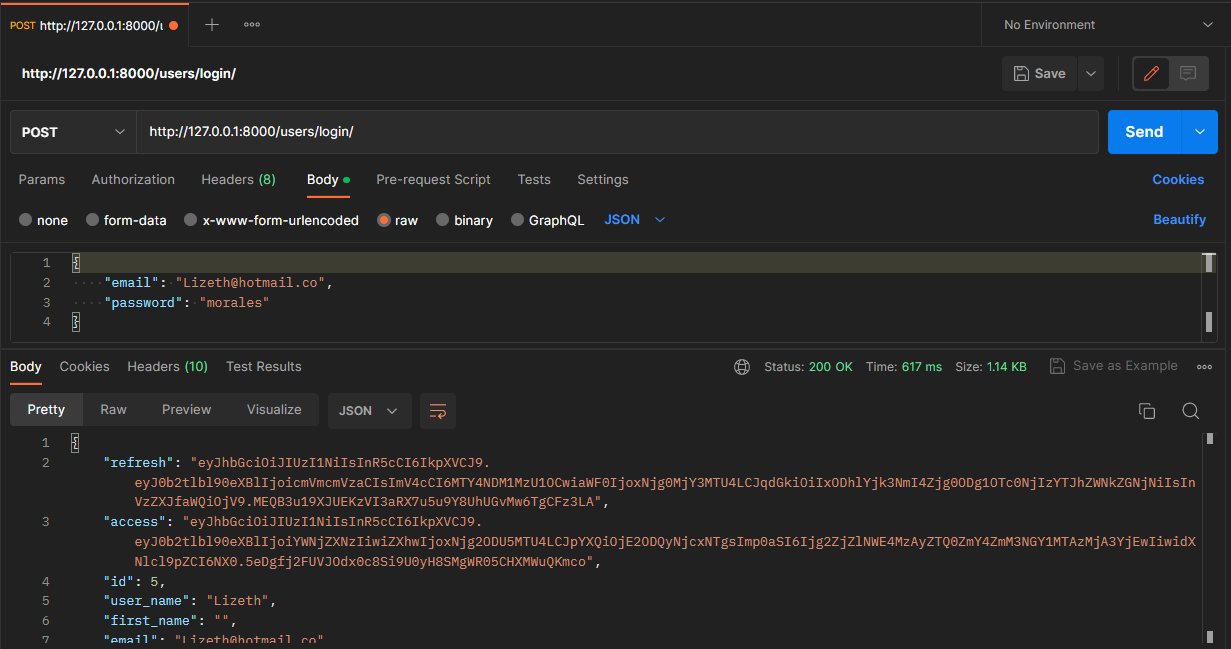 POST http://127.0.0.1:8000/u
No Environment
http://127.0.0.1:8000/users/login/
Save
POST http://127.0.0.1:8000/users/login/ Send
Params Authorization Headers (8) Body Pre-request Script Tests Settings Cookies
none form-data x-www-form-urlencoded raw binary GraphQL JSON Beautify
1 {
2 "email": "Lizeth@hotmail.co",
3 "password": "morales"
4 }
Body Cookies Headers (10) Test Results Status: 200 OK Time: 617 ms Size: 1.14 KB Save as Example
Pretty Raw Preview Visualize JSON
1 {
2 "refresh": "eyJhbGciOiJIUzI1NiIsInR5cCI6IkpXVCJ9.
eyJ0b2tlbl90eXBlIjoicmVmcmVzaCIsImV4cCI6MTY4NDM1MzU1OCwiaWF0IjoxNjg0MjY3MTU4LCJqdGkiOiIxODhlYjk3NmI4Zjg0ODg1OTc0NjIzYTJhZWNkZGNjNiIsIn
VzZXJfaWQiOjV9.MEQB3u19XJUEKzVI3aRX7u5u9Y8UhUGvMw6TgCFz3LA",
3 "access": "eyJhbGciOiJIUzI1NiIsInR5cCI6IkpXVCJ9.
eyJ0b2tlbl90eXBlIjoiYWNjZXNzIiwiZXhwIjoxNjg2ODU5MTU4LCJpYXQiOjE2ODQyNjcxNTgsImp0aSI6Ijg2ZjZlNWE4MzAyZTQ0ZmY4ZmM3NGY1MTAzMjA3YjEwIiwidX
Nlcl9pZCI6NX0.5eDgfj2FUVJOdx0c8Si9U0yH8SMgWR05CHXMWuQKmco",
4 "id": 5,
5 "user_name": "Lizeth",
6 "first_name": "",
7 "email": "Lizeth@hotmail.co"